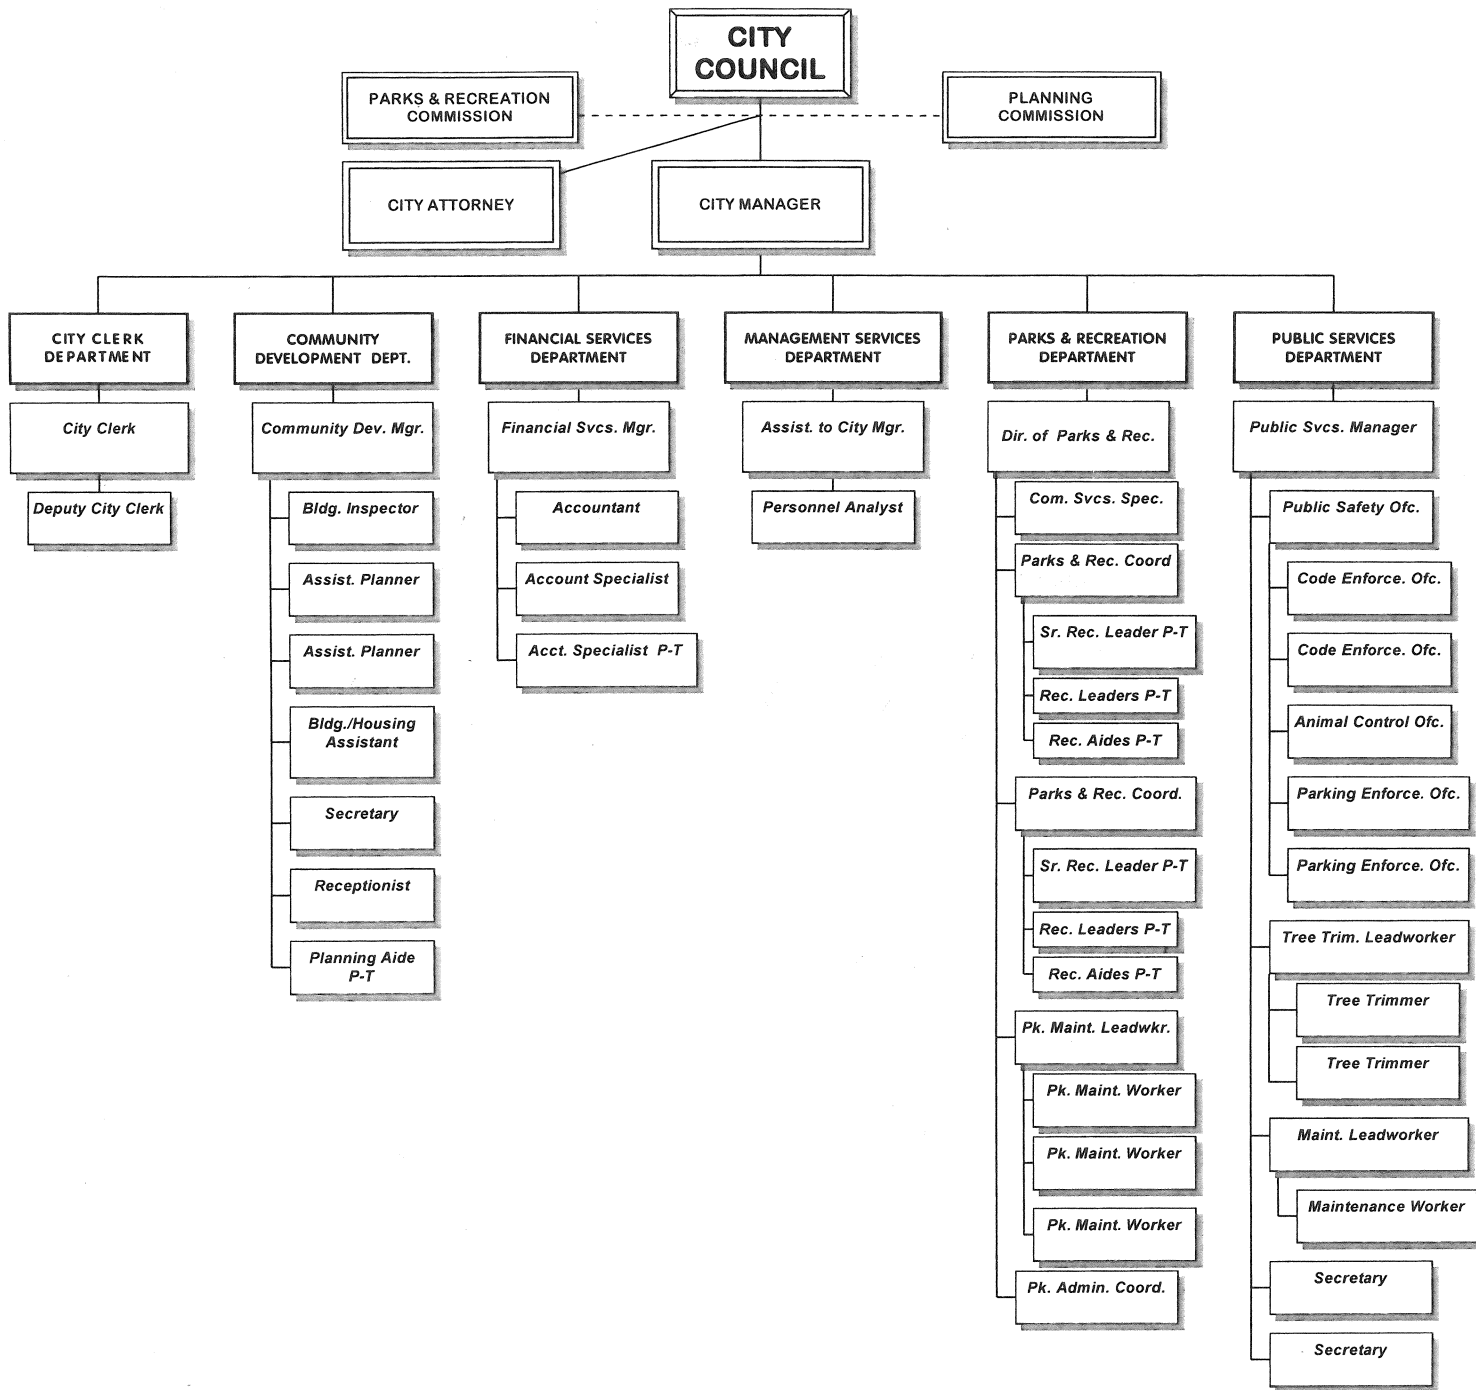 CITY
COUNCIL
PARKS & RECREATION
COMMISSION
PLANNING
COMMISSION
CITY ATTORNEY
CITY MANAGER
CITY CLERK
DEPARTMENT
City Clerk
Deputy City Clerk
COMMUNITY
DEVELOPMENT DEPT.
Community Dev. Mgr.
Bldg. Inspector
Assist. Planner
Assist. Planner
Bldg./Housing
Assistant
Secretary
Receptionist
Planning Aide
P-T
FINANCIAL SERVICES
DEPARTMENT
Financial Svcs. Mgr.
Accountant
Account Specialist
Acct. Specialist P-T
MANAGEMENT SERVICES
DEPARTMENT
Assist. to City Mgr.
Personnel Analyst
PARKS & RECREATION
DEPARTMENT
Dir. of Parks & Rec.
Com. Svcs. Spec.
Parks & Rec. Coord
Sr. Rec. Leader P-T
Rec. Leaders P-T
Rec. Aides P-T
Parks & Rec. Coord.
Sr. Rec. Leader P-T
Rec. Leaders P-T
Rec. Aides P-T
Pk. Maint. Leadwkr.
Pk. Maint. Worker
Pk. Maint. Worker
Pk. Maint. Worker
Pk. Admin. Coord.
PUBLIC SERVICES
DEPARTMENT
Public Svcs. Manager
Public Safety Ofc.
Code Enforce. Ofc.
Code Enforce. Ofc.
Animal Control Ofc.
Parking Enforce. Ofc.
Parking Enforce. Ofc.
Tree Trim. Leadworker
Tree Trimmer
Tree Trimmer
Maint. Leadworker
Maintenance Worker
Secretary
Secretary